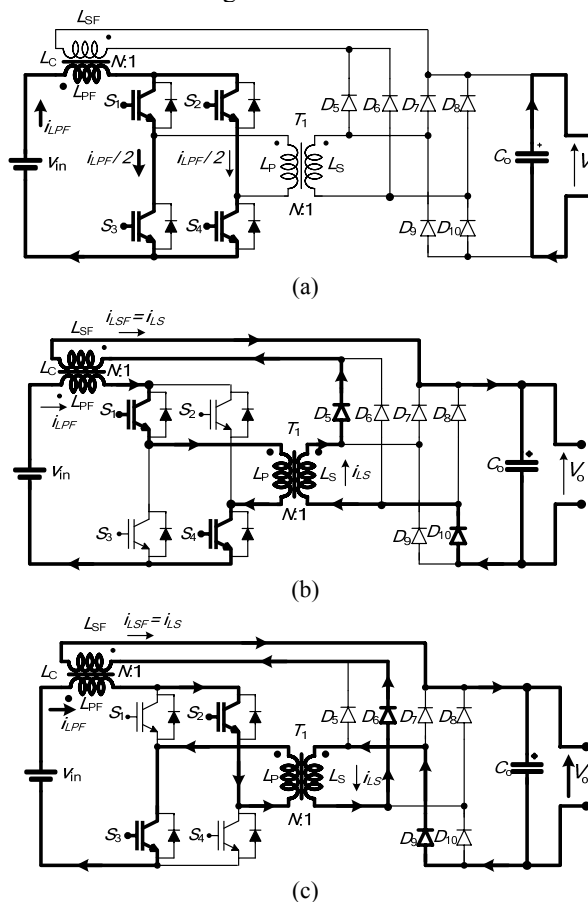 LSF
LC N:1
LPF
iLPF
S1 S2
D5 D6 D7 D8
T1
vin
iLPF/2 iLPF/2
LP LS
Co
+
N:1
S3 S4
D9 D10
(a)
LSF iLSF=iLS
LC N:1
LPF
iLPF
S1 S2
D5 D6 D7 D8
T1
vin
LP LS iLS
Co
Vo
N:1
S3 S4
D9 D10
(b)
LSF iLSF=iLS
LC N:1
LPF
iLPF
S1 S2
D5 D6 D7 D8
T1
vin
LP LS iLS
Co
Vo
N:1
S3 S4
D9 D10
(c)